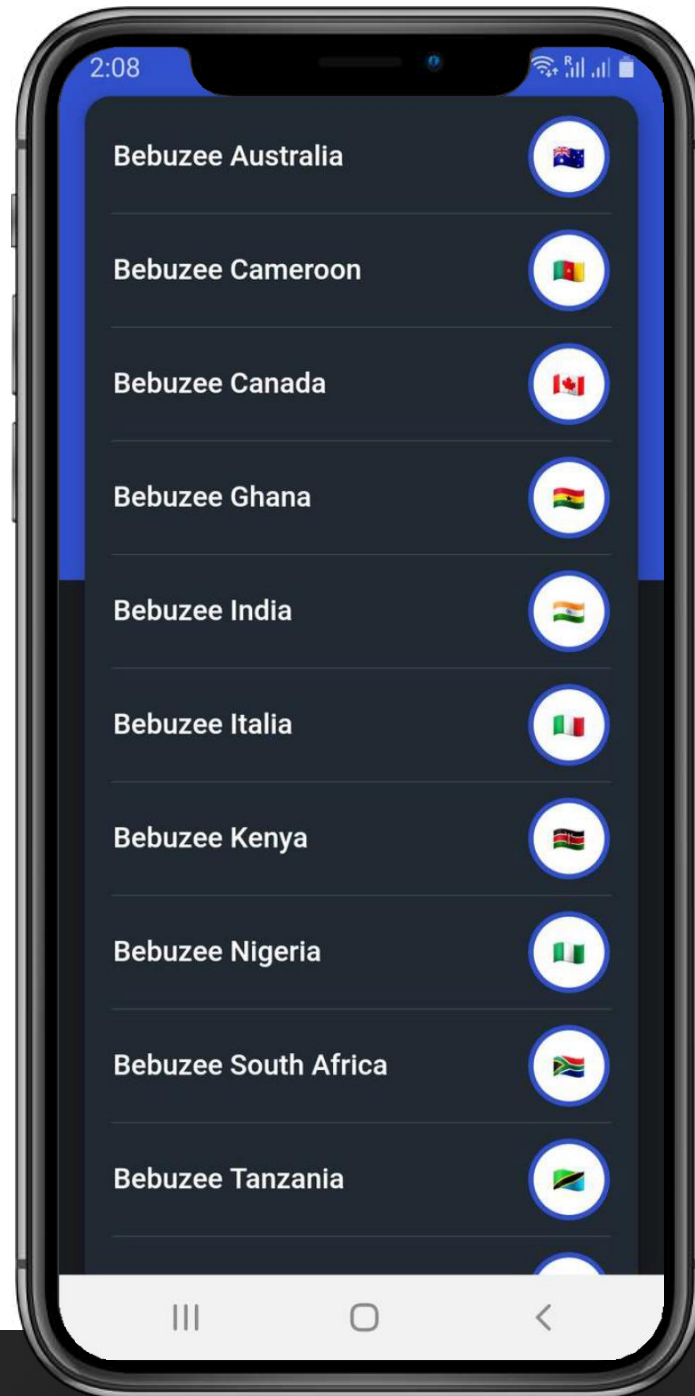 2:08
R
Bebuzee Australia
Bebuzee Cameroon
Bebuzee Canada
Bebuzee Ghana
Bebuzee India
Bebuzee Italia
Bebuzee Kenya
Bebuzee Nigeria
Bebuzee South Africa
Bebuzee Tanzania